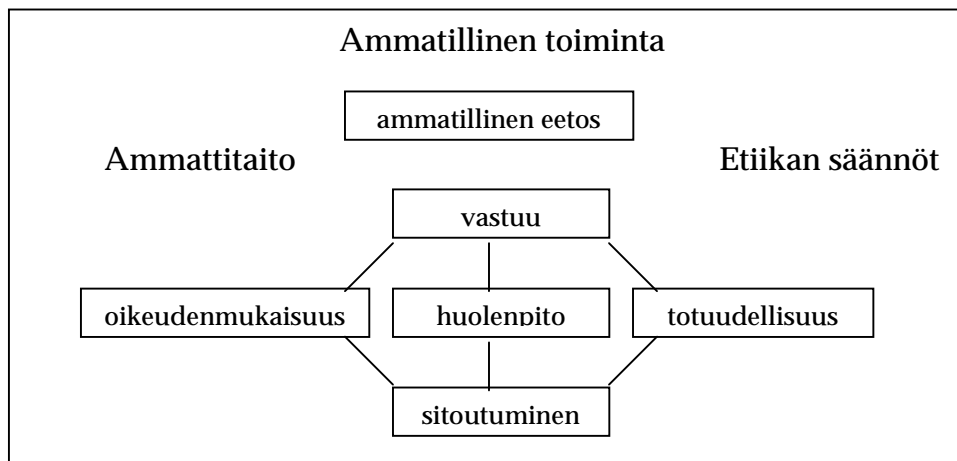 Ammatillinen toiminta
ammatillinen eetos
Ammattitaito
Etiikan säännöt
vastuu
oikeudenmukaisuus
huolenpito
totuudellisuus
sitoutuminen